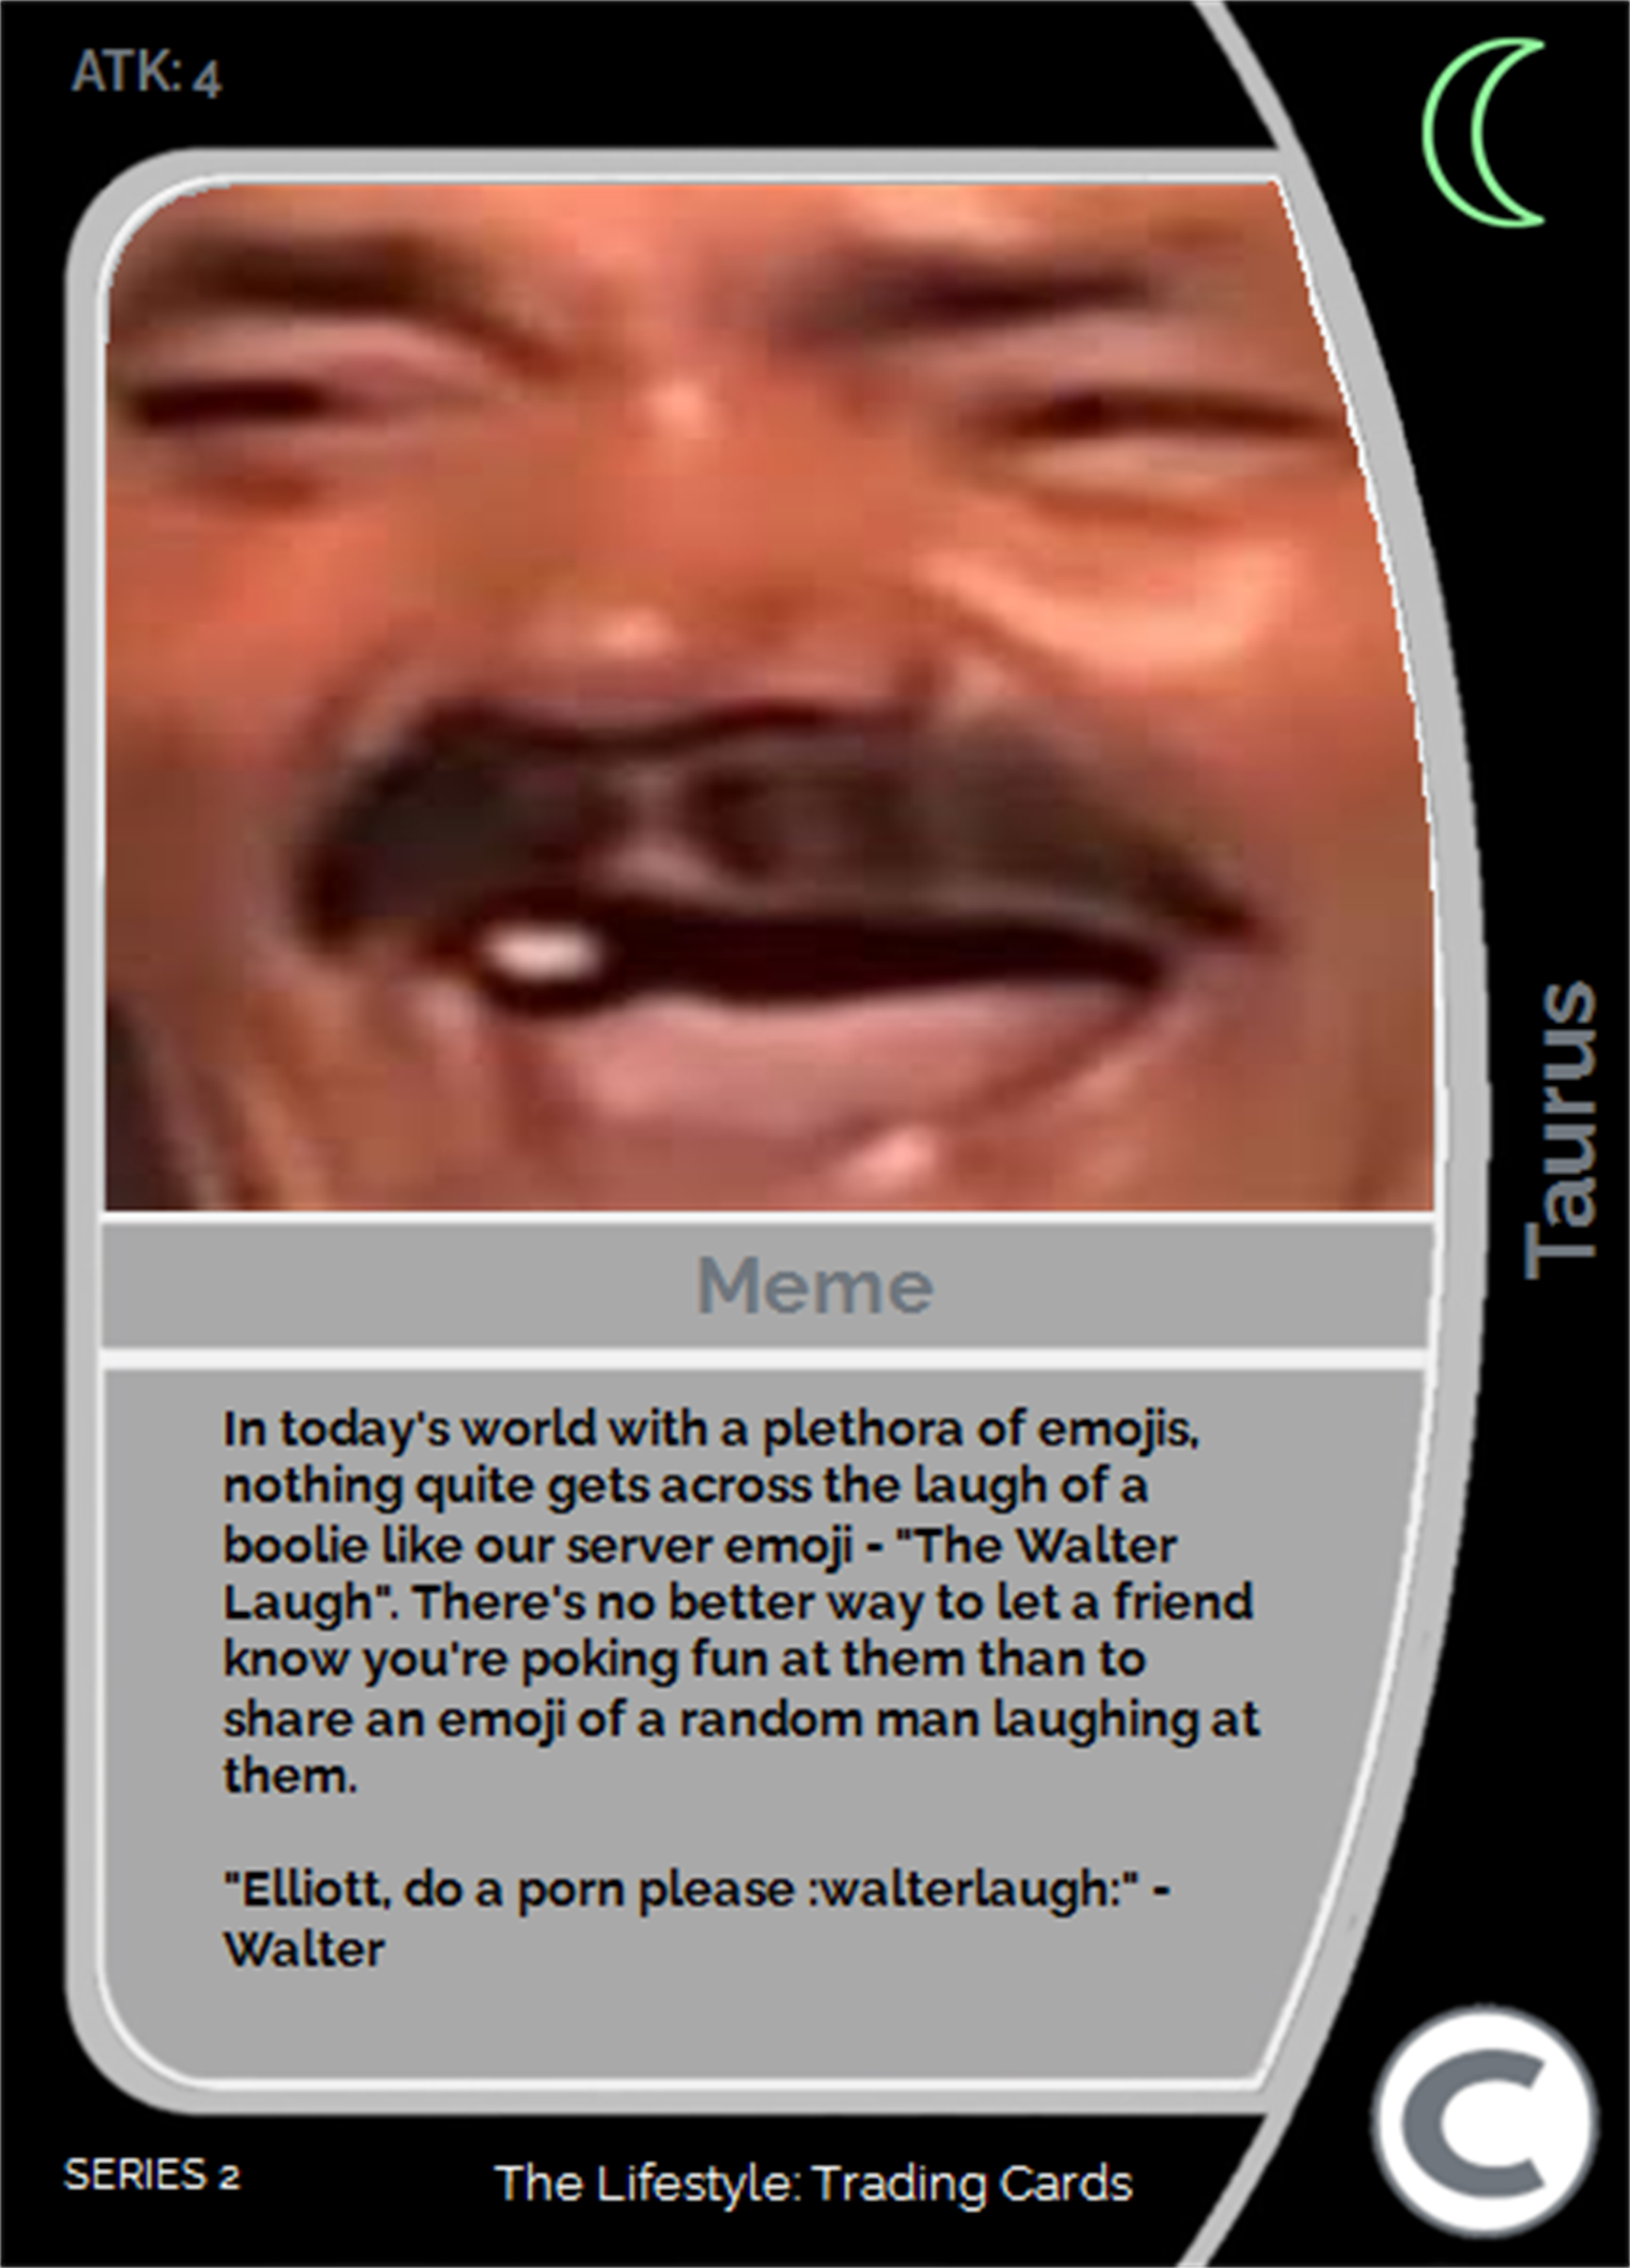 ATK: 4
Meme
In today's world with a plethora of emojis,
nothing quite gets across the laugh of a
boolie like our server emoji - "The Walter
Laugh". There's no better way to let a friend
know you're poking fun at them than to
share an emoji of a random man laughing at
them.
"Elliott, do a porn please :walterlaugh:" -
Walter
Taurus
C
SERIES 2
The Lifestyle: Trading Cards